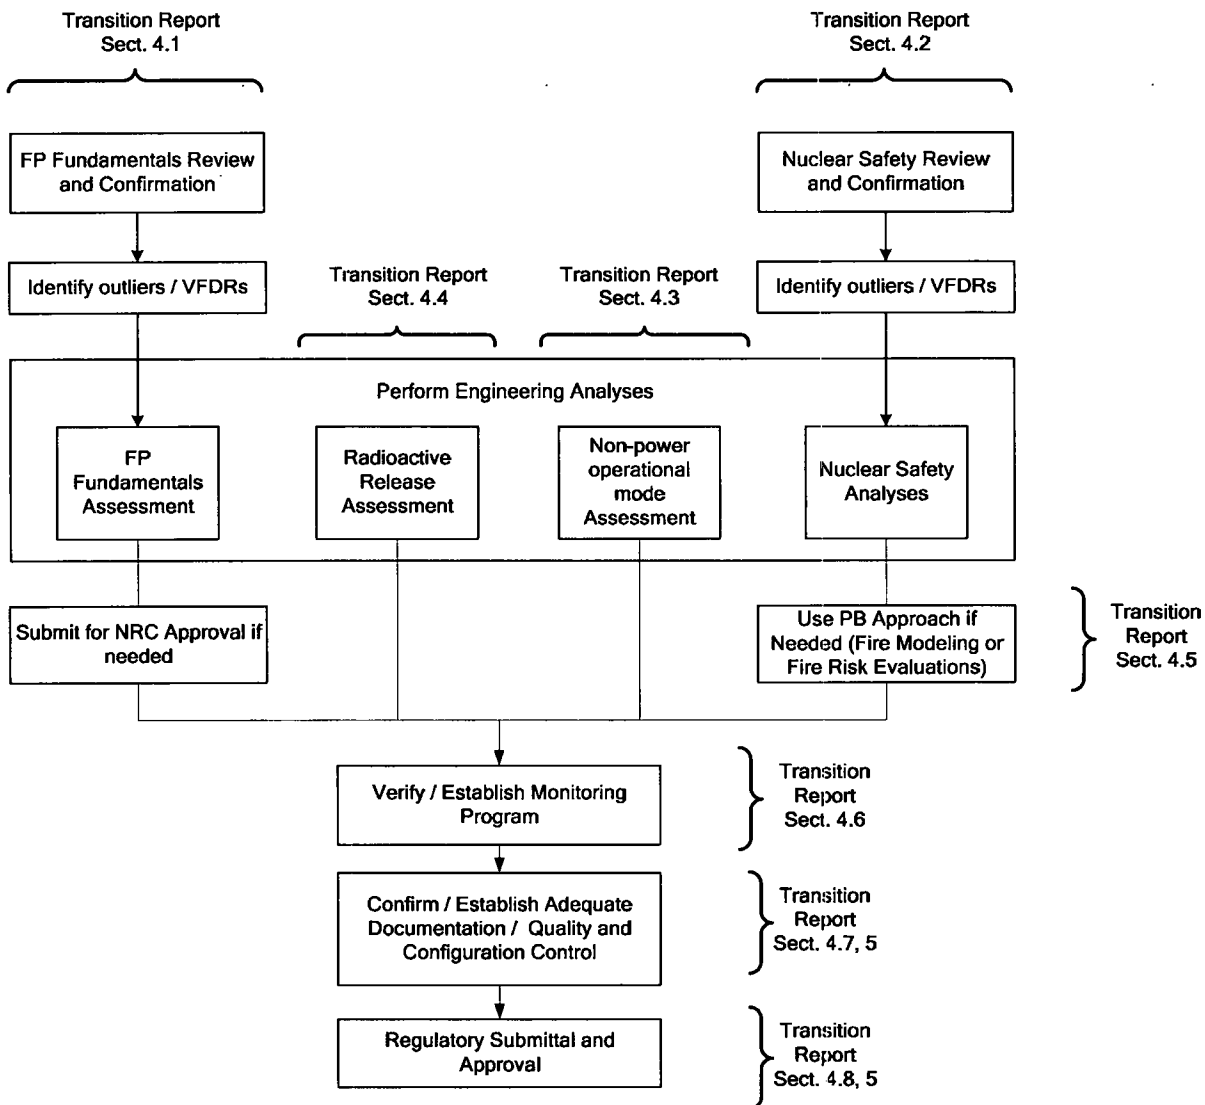 Transition Report
Sect. 4.1
Transition Report
Sect. 4.2
FP Fundamentals Review
and Confirmation
Nuclear Safety Review
and Confirmation
Identify outliers / VFDRs
Transition Report
Sect. 4.4
Transition Report
Sect. 4.3
Identify outliers / VFDRs
Perform Engineering Analyses
FP
Fundamentals
Assessment
Radioactive
Release
Assessment
Non-power
operational
mode
Assessment
Nuclear Safety
Analyses
Submit for NRC Approval if
needed
Use PB Approach if
Needed (Fire Modeling or
Fire Risk Evaluations)
Transition
Report
Sect. 4.5
Verify / Establish Monitoring
Program
Transition
Report
Sect. 4.6
Confirm / Establish Adequate
Documentation / Quality and
Configuration Control
Transition
Report
Sect. 4.7, 5
Regulatory Submittal and
Approval
Transition
Report
Sect. 4.8, 5